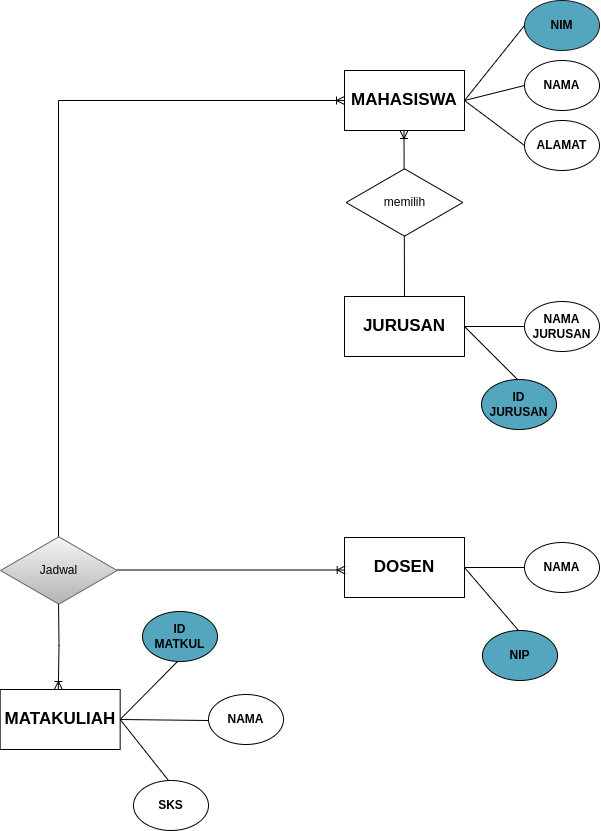 NIM
MAHASISWA
NAMA
ALAMAT
memilih
JURUSAN
NAMA
JURUSAN
ID
JURUSAN
Jadwal
DOSEN
NAMA
NIP
ID
MATKUL
MATAKULIAH
NAMA
SKS